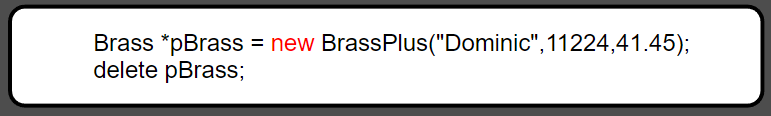 Brass *pBrass = new BrassPlus("Dominic",11224,41.45);
delete pBrass;